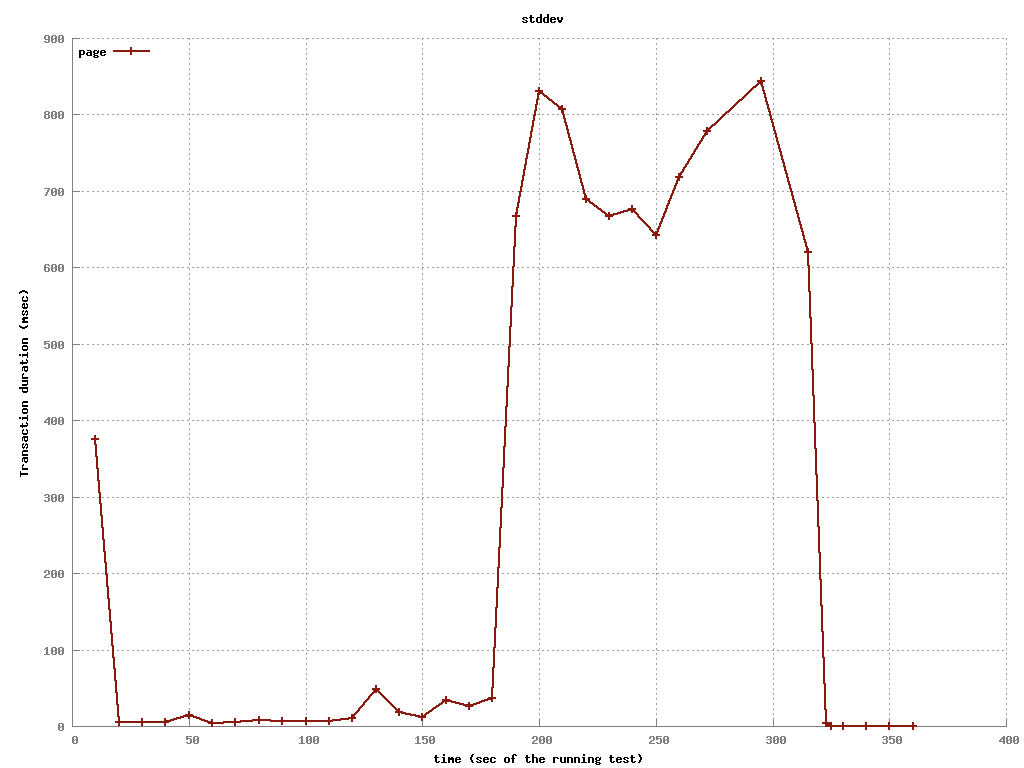 stddev
page
900
800
700
600
500
400
300
200
100
0
Transaction duration (msec)
0 50 100 150 200 250 300 350 400
time (sec of the running test)